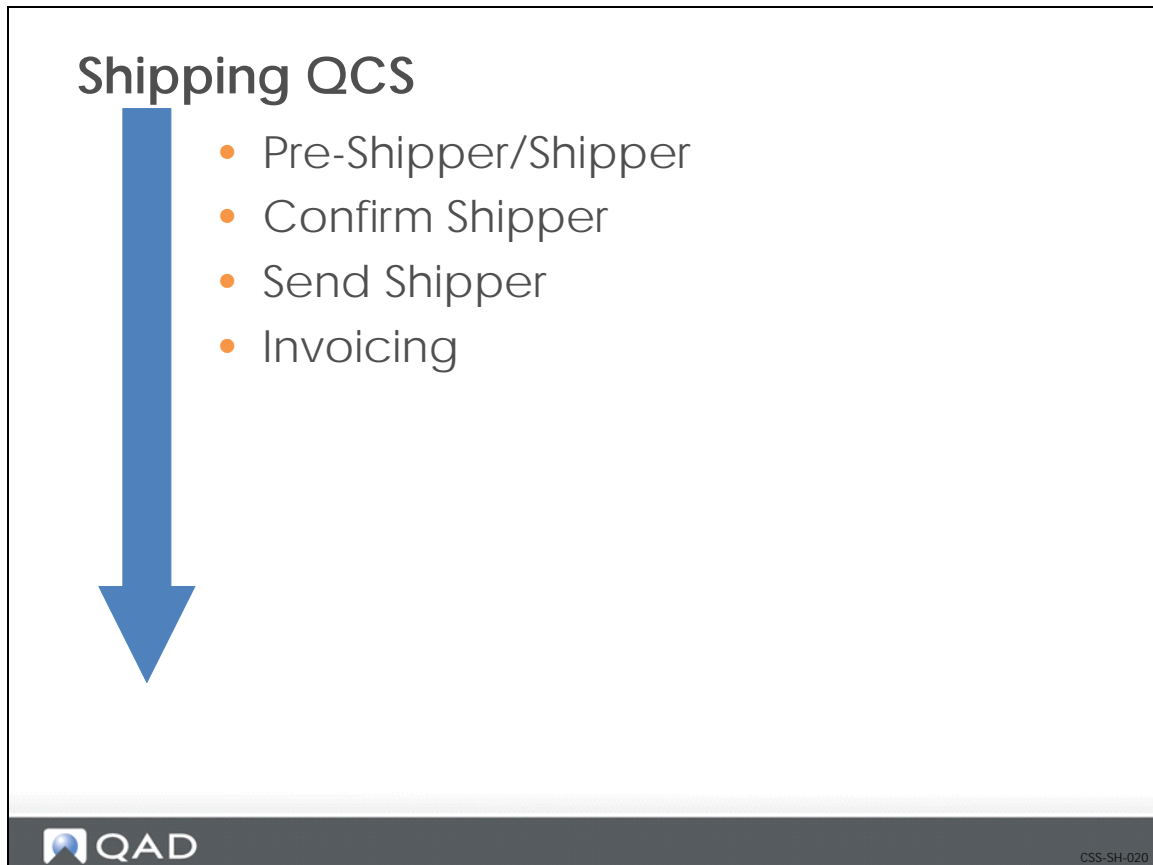 Shipping QCS
• Pre-Shipper/Shipper
• Confirm Shipper
• Send Shipper
• Invoicing
QAD
CSS-SH-020